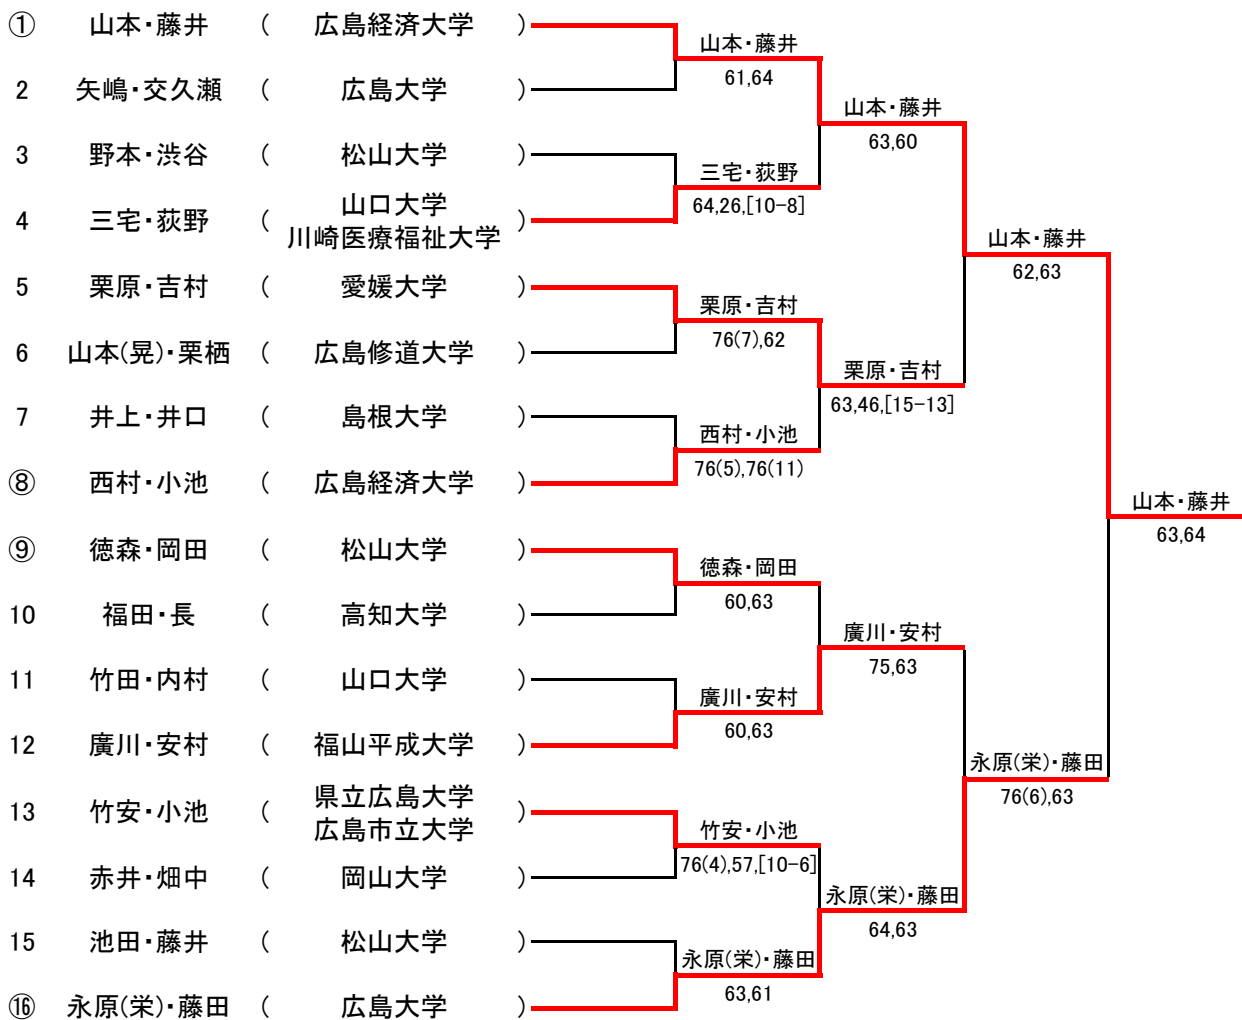 ① 山本・藤井 ( 広島経済大学 )
山本・藤井
61,64
2 矢嶋・交久瀬 ( 広島大学 )
山本・藤井
63,60
3 野本・渋谷 ( 松山大学 )
三宅・荻野
64,26,[10-8]
4 三宅・荻野 ( 山口大学
川崎医療福祉大学 )
山本・藤井
62,63
5 栗原・吉村 ( 愛媛大学 )
栗原・吉村
76(7),62
6 山本(晃)・栗栖 ( 広島修道大学 )
栗原・吉村
63,46,[15-13]
7 井上・井口 ( 島根大学 )
西村・小池
76(5),76(11)
⑧ 西村・小池 ( 広島経済大学 )
山本・藤井
63,64
⑨ 徳森・岡田 ( 松山大学 )
徳森・岡田
60,63
10 福田・長 ( 高知大学 )
廣川・安村
75,63
11 竹田・内村 ( 山口大学 )
廣川・安村
60,63
12 廣川・安村 ( 福山平成大学 )
永原(栄)・藤田
76(6),63
13 竹安・小池 ( 県立広島大学
広島市立大学 )
竹安・小池
76(4),57,[10-6]
14 赤井・畑中 ( 岡山大学 )
永原(栄)・藤田
64,63
15 池田・藤井 ( 松山大学 )
永原(栄)・藤田
63,61
⑯ 永原(栄)・藤田 ( 広島大学 )